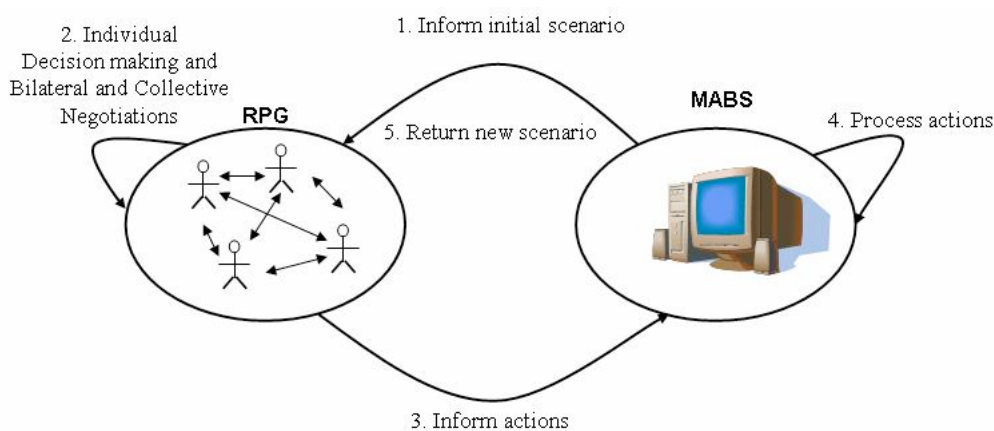 1. Inform initial scenario
2. Individual
Decision making and
Bilateral and Collective
Negotiations
RPG
MABS
5. Return new scenario
4. Process actions
3. Inform actions